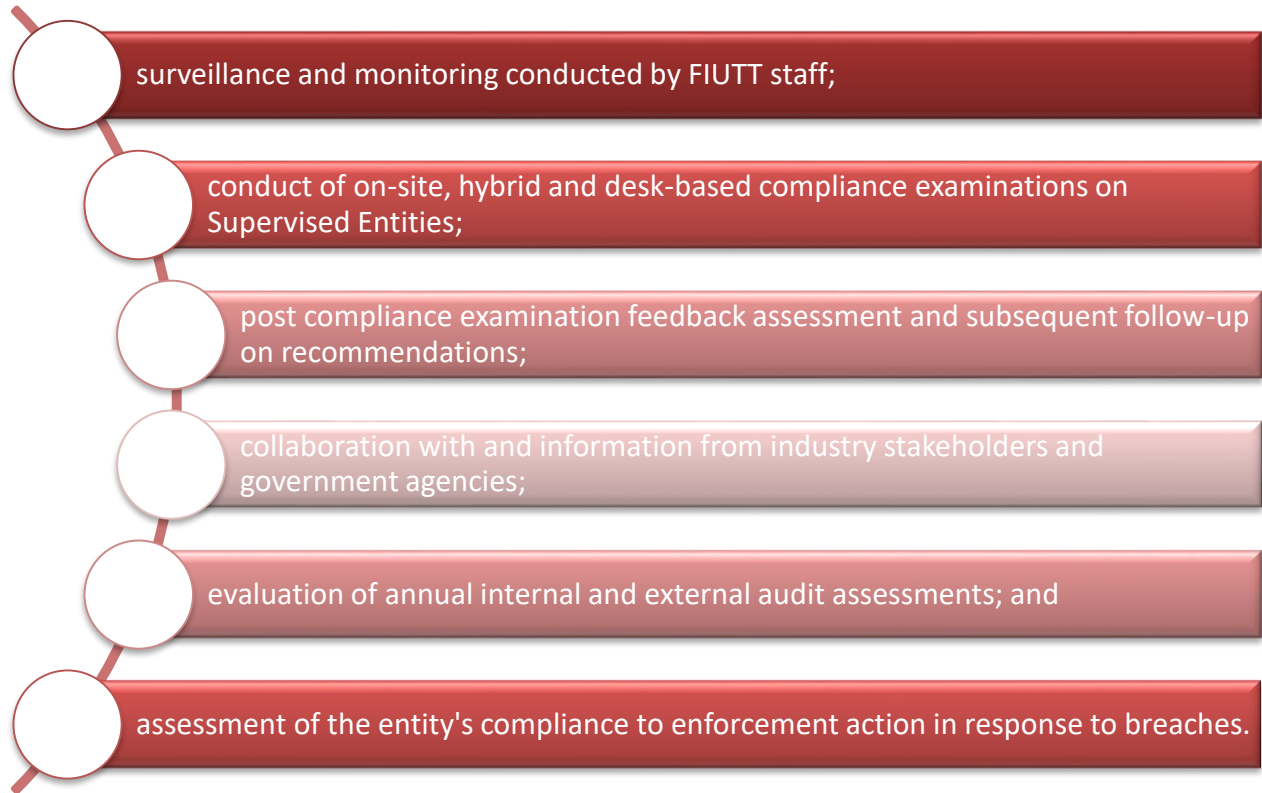 surveillance and monitoring conducted by FIUTT staff;
conduct of on-site, hybrid and desk-based compliance examinations on
Supervised Entities;
post compliance examination feedback assessment and subsequent follow-up
on recommendations;
collaboration with and information from industry stakeholders and
government agencies;
evaluation of annual internal and external audit assessments; and
assessment of the entity's compliance to enforcement action in response to breaches.